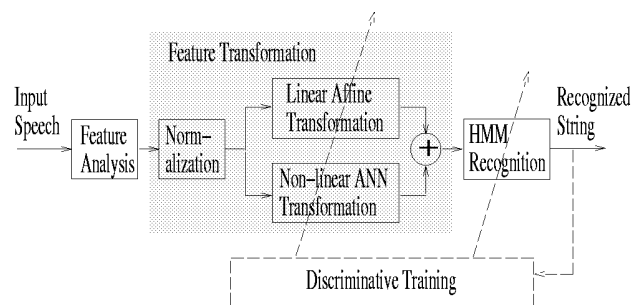 Feature Transformation
Input
Speech
Feature
Analysis
Norm-
alization
Linear Affine
Transformation
Non-linear ANN
Transformation
+
HMM
Recognition
Recognized
String
Discriminative Training